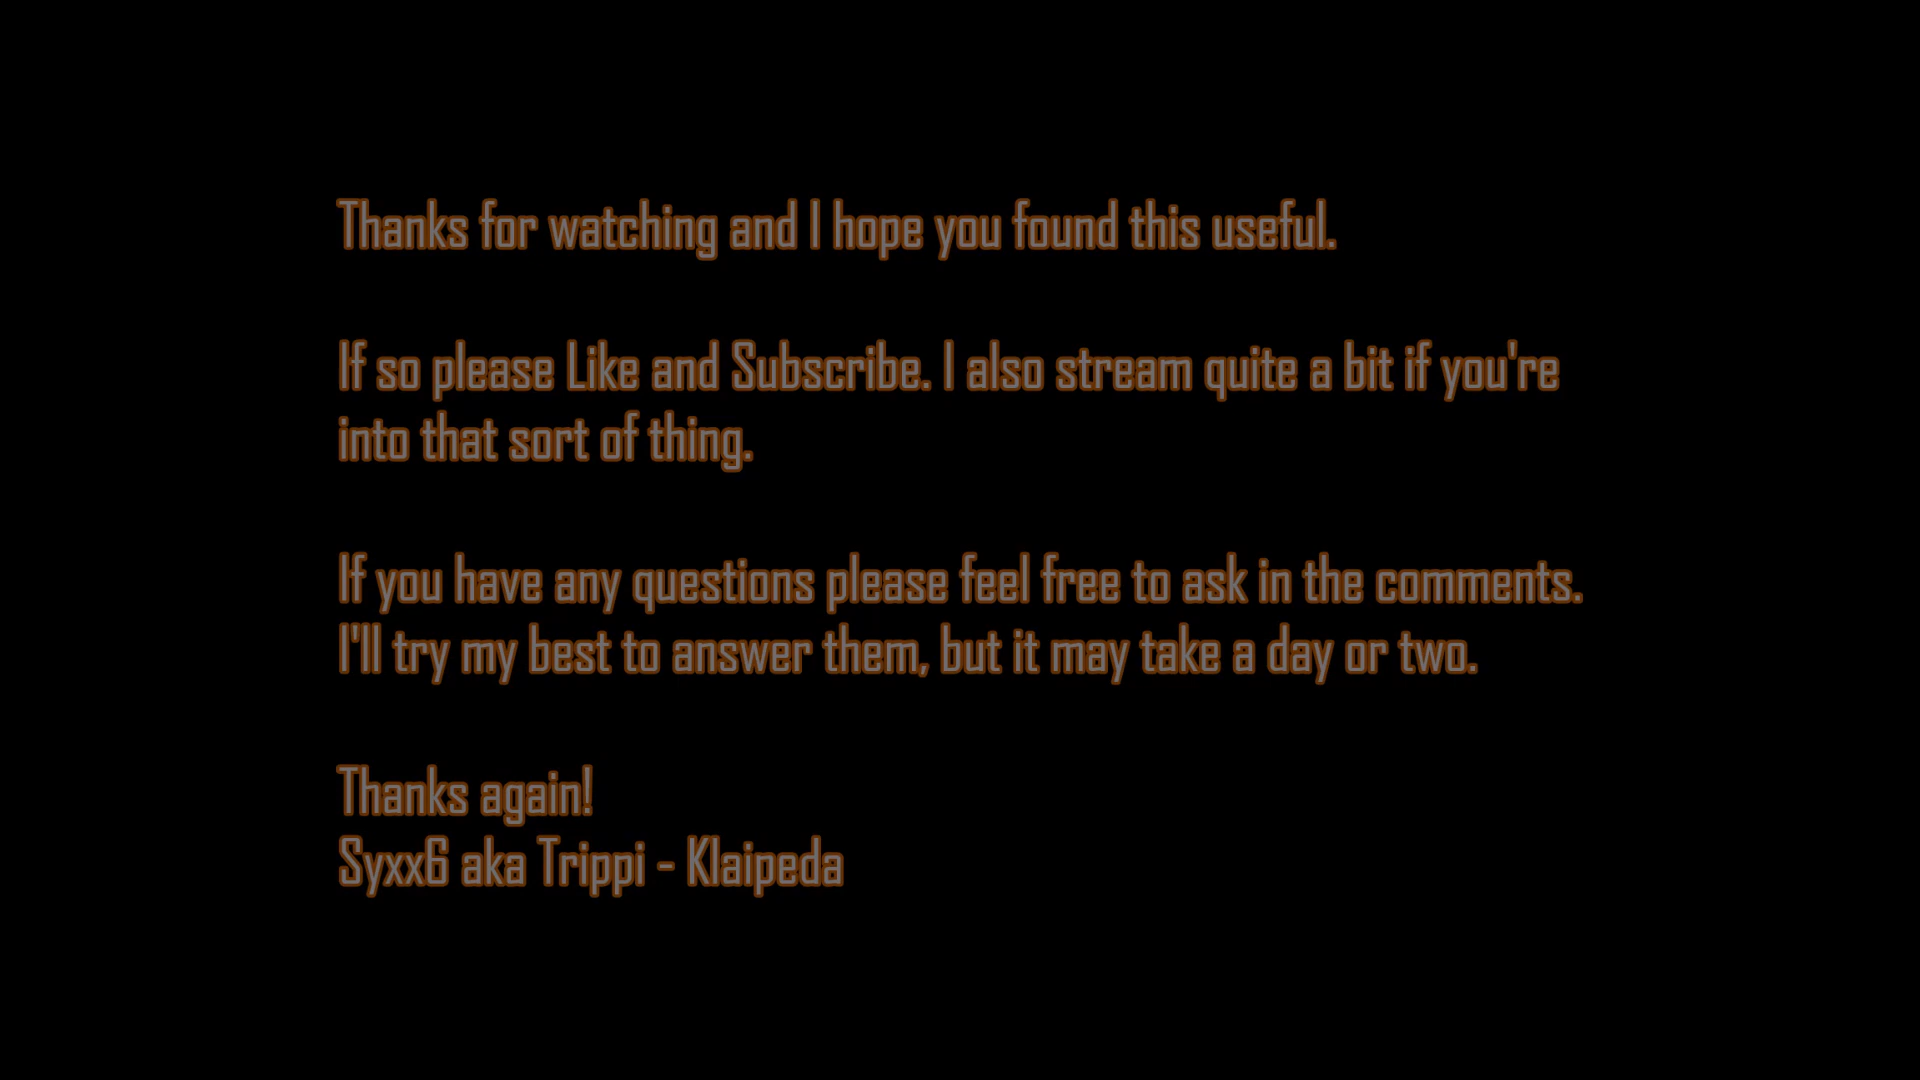 Thanks for watching and I hope you found this useful.
If so please Like and Subscribe. I also stream quite a bit if you're
into that sort of thing.
If you have any questions please feel free to ask in the comments.
I'll try my best to answer them, but it may take a day or two.
Thanks again!
Syxx6 aka Trippi - Klaipeda